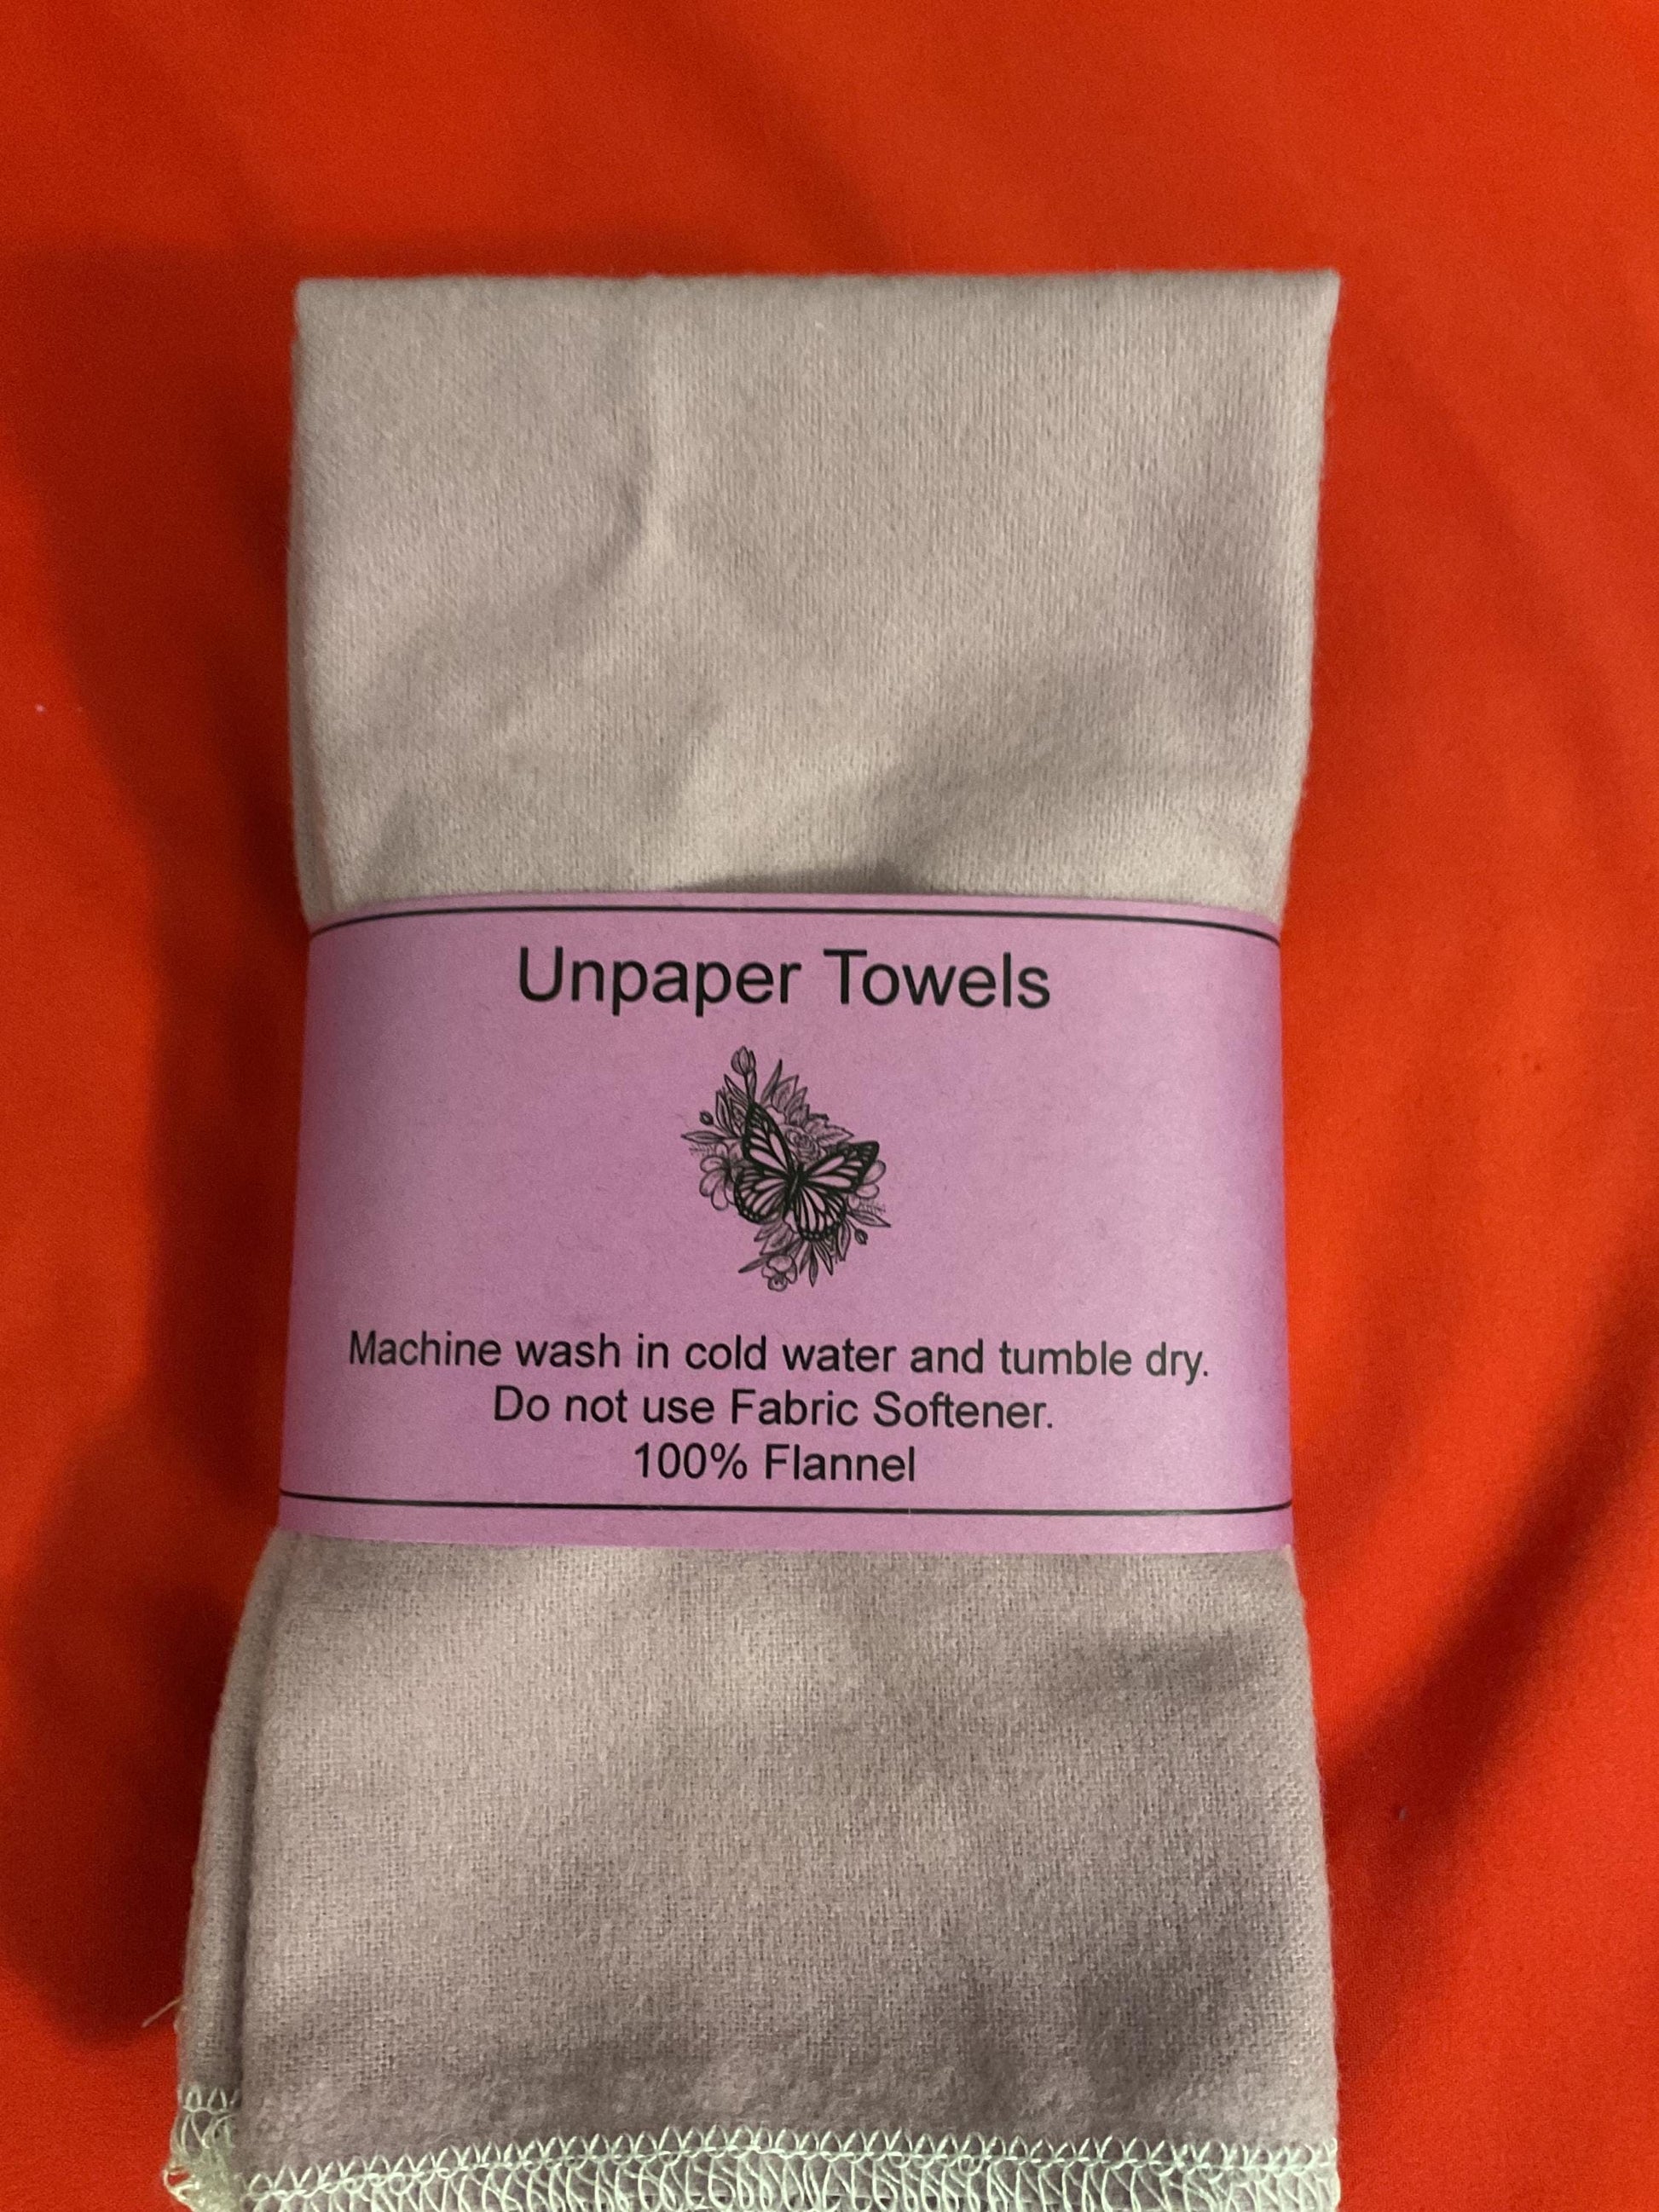 Unpaper Towels
Machine wash in cold water and tumble dry.
Do not use Fabric Softener.
100% Flannel